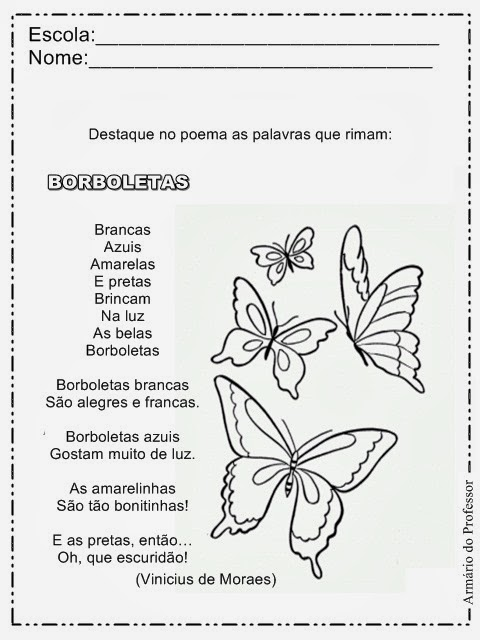 Escola:_______________________________
Nome:_______________________________
Destaque no poema as palavras que rimam:
BORBOLETAS
Brancas
Azuis
Amarelas
E pretas
Brincam
Na luz
As belas
Borboletas
Borboletas brancas
São alegres e francas.
Borboletas azuis
Gostam muito de luz.
As amarelinhas
São tão bonitinhas!
E as pretas, então...
Oh, que escuridão!
(Vinicius de Moraes)
Armário do Professor